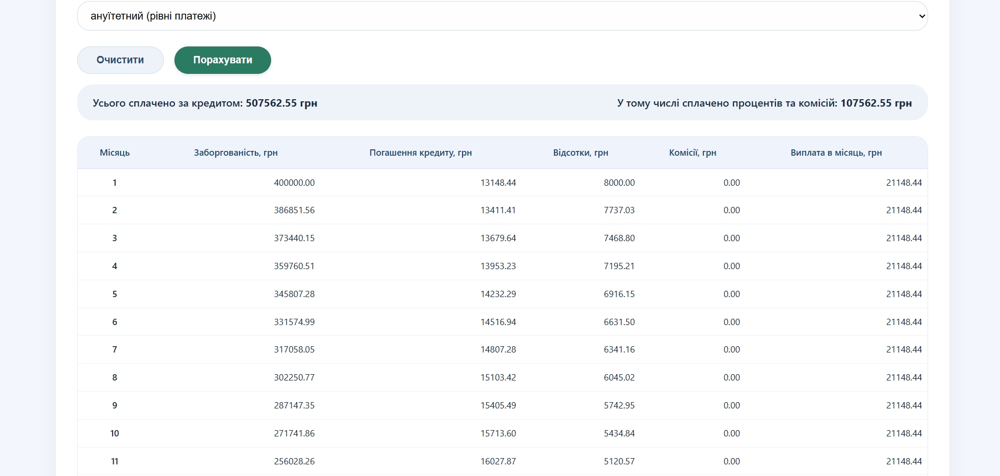 ануїтетний (рівні платежі)
Очистити Порахувати
Усього сплачено за кредитом: 507562.55 грн У тому числі сплачено процентів та комісій: 107562.55 грн
Місяць Заборгованість, грн Погашення кредиту, грн Відсотки, грн Комісії, грн Виплата в місяць, грн
1 400000.00 13148.44 8000.00 0.00 21148.44
2 386851.56 13411.41 7737.03 0.00 21148.44
3 373440.15 13679.64 7468.80 0.00 21148.44
4 359760.51 13953.23 7195.21 0.00 21148.44
5 345807.28 14232.29 6916.15 0.00 21148.44
6 331574.99 14516.94 6631.50 0.00 21148.44
7 317058.05 14807.28 6341.16 0.00 21148.44
8 302250.77 15103.42 6045.02 0.00 21148.44
9 287147.35 15405.49 5742.95 0.00 21148.44
10 271741.86 15713.60 5434.84 0.00 21148.44
11 256028.26 16027.87 5120.57 0.00 21148.44